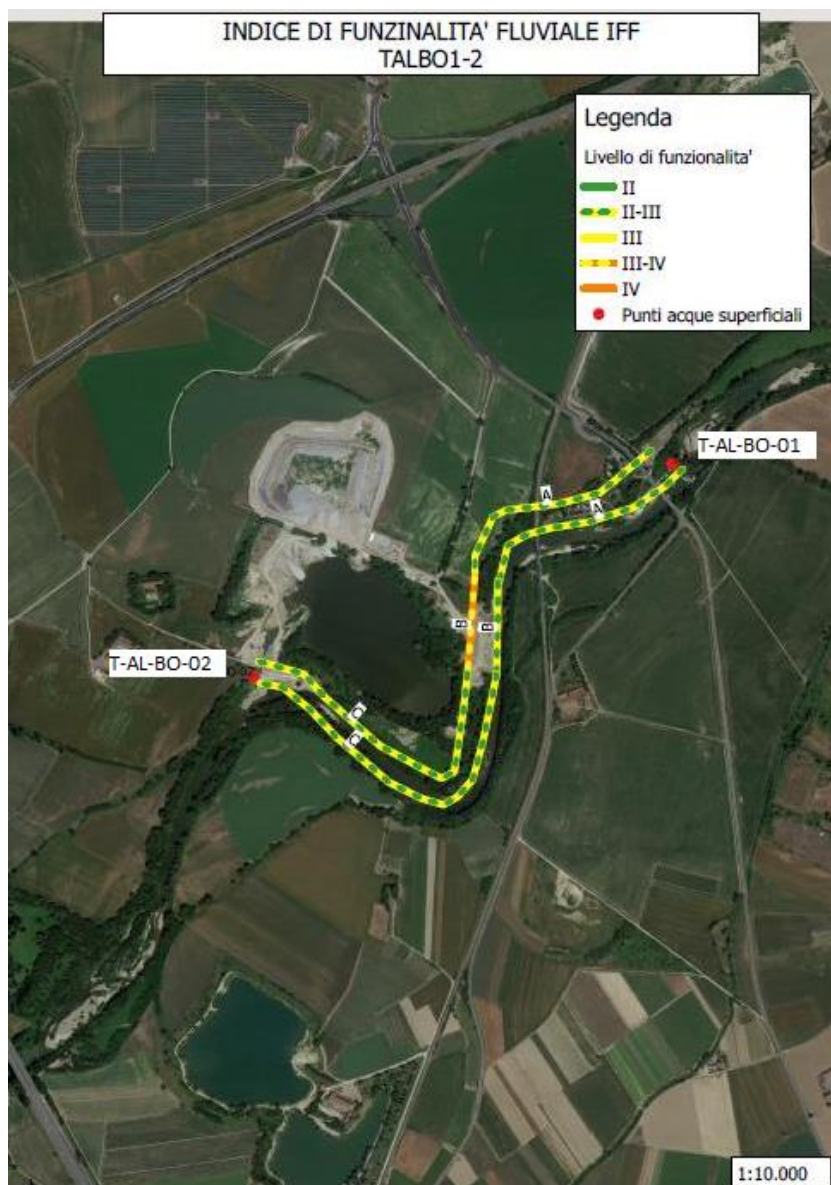 INDICE DI FUNZINALITA' FLUVIALE IFF
TALBO1-2
Legenda
Livello di funzionalita'
II
II-III
III
III-IV
IV
Punti acque superficiali
T-AL-BO-01
A
A
B
B
T-AL-BO-02
C
C
1:10.000